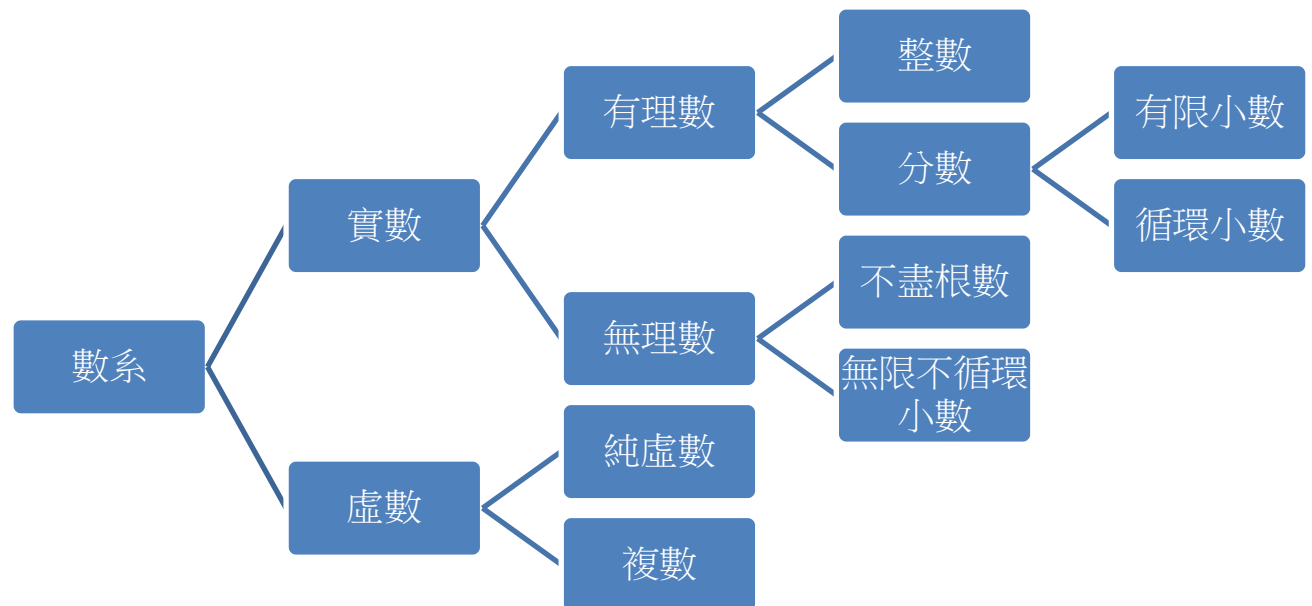 整數
有理數
有限小數
分數
實數
循環小數
不盡根數
無理數
數系
無限不循環
小數
純虛數
虛數
複數